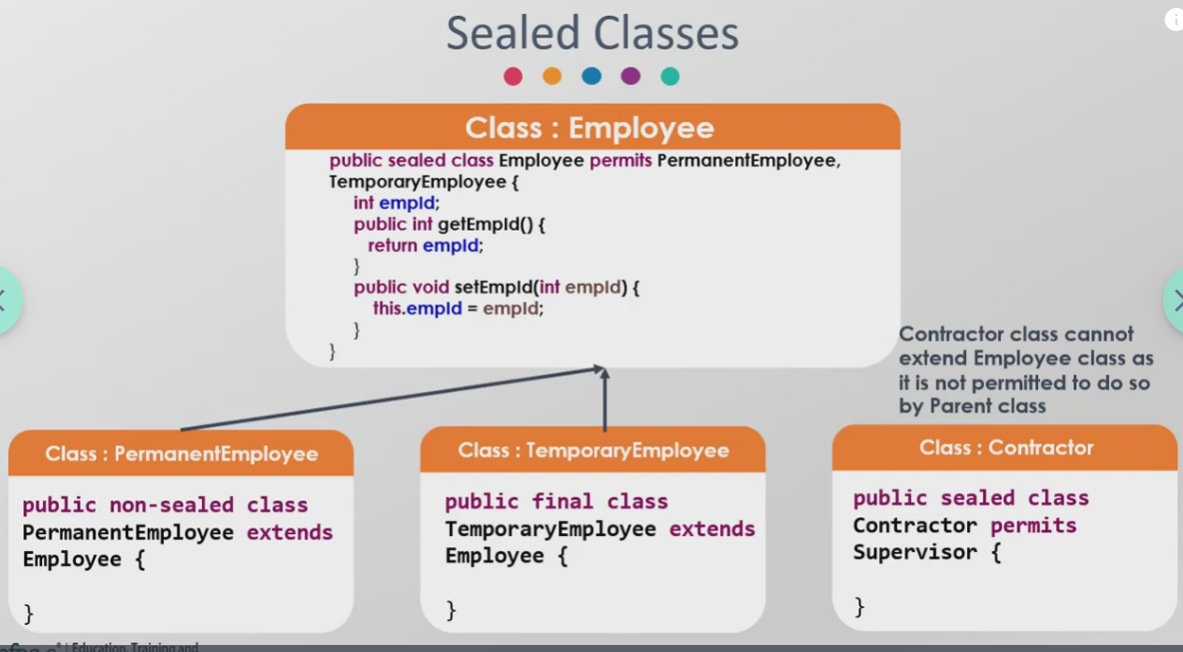 Sealed Classes
Class : Employee
public sealed class Employee permits PermanentEmployee,
TemporaryEmployee {
int empId;
public int getEmpId() {
return empId;
}
public void setEmpId(int empId) {
this.empId = empId;
}
}
Contractor class cannot
extend Employee class as
it is not permitted to do so
by Parent class
Class : PermanentEmployee
public non-sealed class
PermanentEmployee extends
Employee {
}
Class : TemporaryEmployee
public final class
TemporaryEmployee extends
Employee {
}
Class : Contractor
public sealed class
Contractor permits
Supervisor {
}
Education, Training and